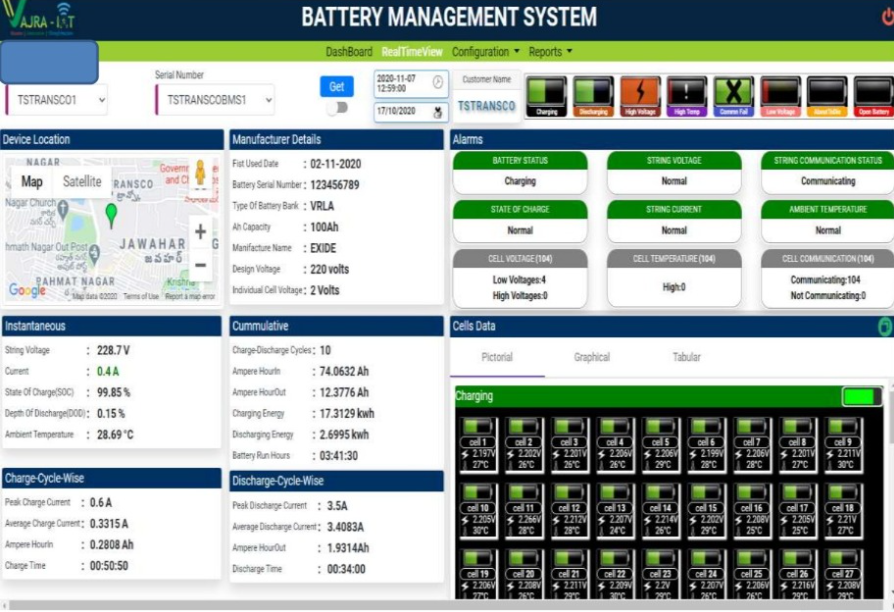 VAJRA - IOT
BATTERY MANAGEMENT SYSTEM
DashBoard RealTimeView Configuration Reports
Serial Number
TSTRANSCO1
TSTRANSCOBMS1
Get
2020-11-07
12:59:00
17/10/2020
Customer Name
TSTRANSCO
Charging
Discharging
High Voltage
High Temp
Comm Fail
Low Voltage
Open Battery
Device Location
NAGAR
Map Satellite
RANSCO
Nagar Church
JAWAHAR
జవహర్
hmath Nagar Out Post
RAHMAT NAGAR
Krishna
Google
Map data ©2020 Terms of Use Report a map error
Manufacturer Details
Fist Used Date : 02-11-2020
Battery Serial Number : 123456789
Type Of Battery Bank : VRLA
Ah Capacity : 100Ah
Manifacture Name : EXIDE
Design Voltage : 220 volts
Individual Cell Voltage : 2 Volts
Alarms
BATTERY STATUS
Charging
STRING VOLTAGE
Normal
STRING COMMUNICATION STATUS
Communicating
STATE OF CHARGE
Normal
STRING CURRENT
Normal
AMBIENT TEMPERATURE
Normal
CELL VOLTAGE (104)
Low Voltages:4
High Voltages:0
CELL TEMPERATURE (104)
High:0
CELL COMMUNICATION (104)
Communicating:104
Not Communicating:0
Instantaneous
String Voltage : 228.7 V
Current : 0.4 A
State Of Charge(SOC) : 99.85 %
Depth Of Discharge(DOD) : 0.15 %
Ambient Temperature : 28.69 °C
Cummulative
Charge-Discharge Cycles : 10
Ampere HourIn : 74.0632 Ah
Ampere HourOut : 12.3776 Ah
Charging Energy : 17.3129 kwh
Discharging Energy : 2.6995 kwh
Battery Run Hours : 03:41:30
Charge-Cycle-Wise
Peak Charge Current : 0.6 A
Average Charge Current : 0.3315 A
Ampere HourIn : 0.2808 Ah
Charge Time : 00:50:50
Discharge-Cycle-Wise
Peak Discharge Current : 3.5A
Average Discharge Current : 3.4083A
Ampere HourOut : 1.9314Ah
Discharge Time : 00:34:00
Cells Data
Pictorial Graphical Tabular
Charging
cell 1 cell 2 cell 3 cell 4 cell 5 cell 6 cell 7 cell 8 cell 9
2.197V 2.202V 2.201V 2.206V 2.206V 2.199V 2.206V 2.201V 2.211V
27°C 26°C 26°C 26°C 29°C 28°C 28°C 27°C 30°C
cell 10 cell 11 cell 12 cell 13 cell 14 cell 15 cell 16 cell 17 cell 18
2.205V 2.266V 2.212V 2.207V 2.214V 2.202V 2.208V 2.205V 2.21V
30°C 28°C 28°C 24°C 26°C 29°C 25°C 25°C 27°C
cell 19 cell 20 cell 21 cell 22 cell 23 cell 24 cell 25 cell 26 cell 27
2.206V 2.208V 2.211V 2.209V 2.2V 2.207V 2.206V 2.216V 2.208V
27°C 26°C 29°C 30°C 29°C 26°C 26°C 29°C 29°C